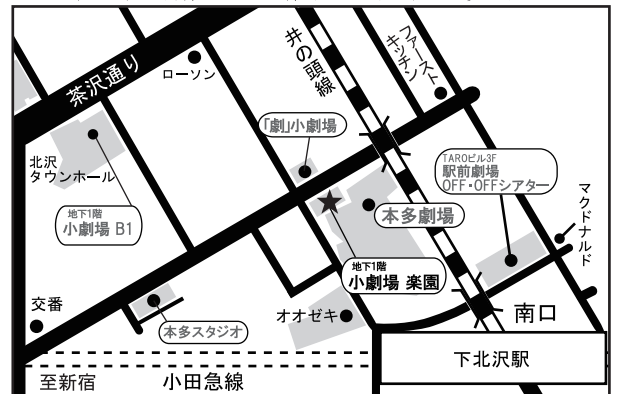 茶沢通り
ローソン
井の頭線
ファースト
キッチン
「劇」小劇場
北沢
タウンホール
地下1階
小劇場 B1
TAROビル3F
駅前劇場
OFF・OFFシアター
マクドナルド
本多劇場
地下1階
小劇場 楽園
交番
本多スタジオ
オオゼキ
南口
下北沢駅
至新宿
小田急線